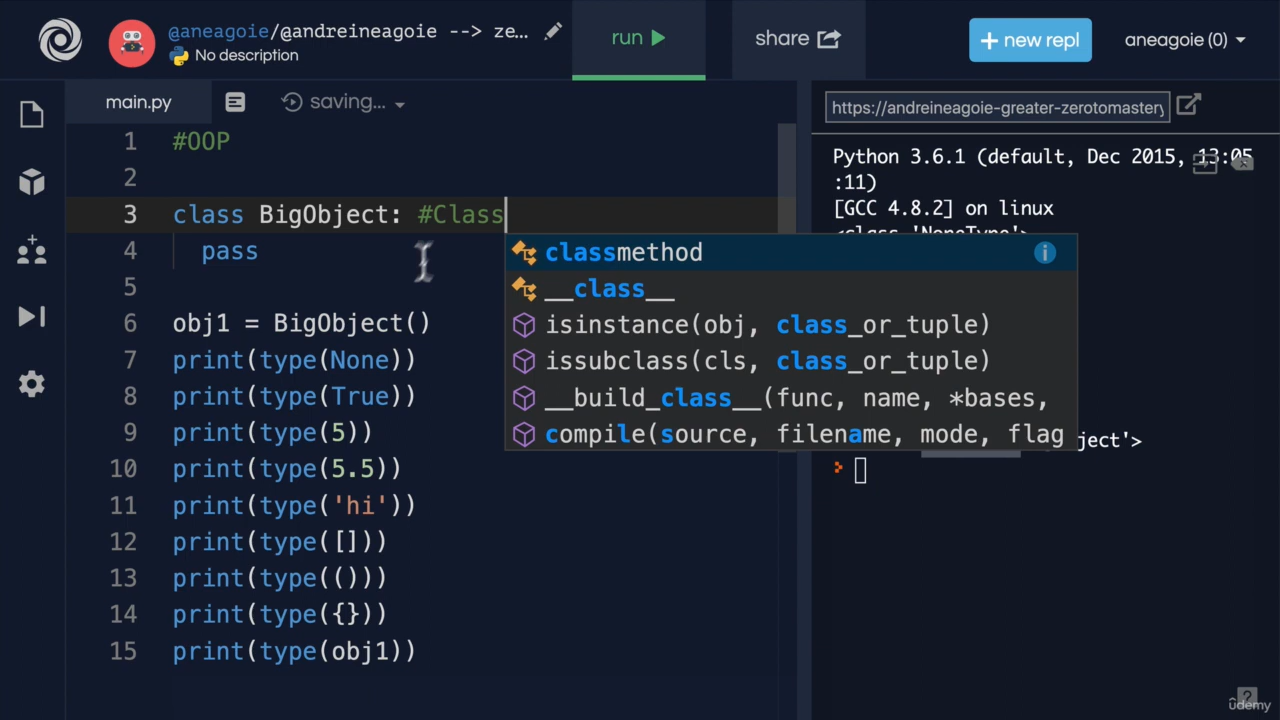 @aneagoie/@andreineagoie --> ze...
No description
run
share
+ new repl
aneagoie (0)
main.py
saving...
1 #OOP
2
3 class BigObject: #Class
4 pass
5
6 obj1 = BigObject()
7 print(type(None))
8 print(type(True))
9 print(type(5))
10 print(type(5.5))
11 print(type('hi'))
12 print(type([]))
13 print(type(()))
14 print(type({}))
15 print(type(obj1))
classmethod
__class__
isinstance(obj, class_or_tuple)
issubclass(cls, class_or_tuple)
__build_class__(func, name, *bases,
compile(source, filename, mode, flag
https://andreineagoie-greater-zerotomastery
Python 3.6.1 (default, Dec 2015, 13:05
:11)
[GCC 4.8.2] on linux
<class 'NoneType'>
ject'>
?
udemy